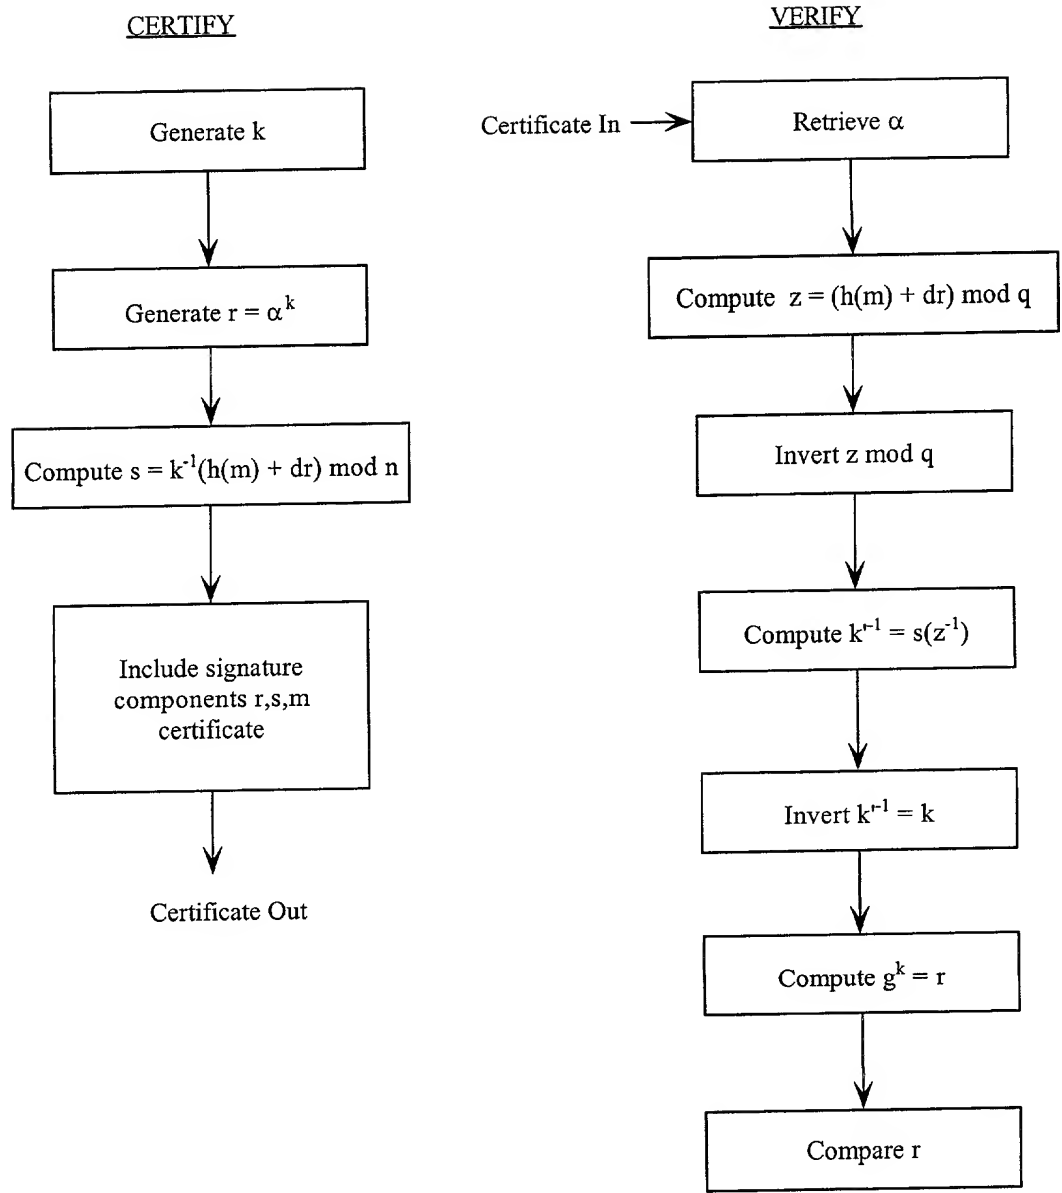 CERTIFY
Generate k
Generate r = α^k
Compute s = k^-1(h(m) + dr) mod n
Include signature
components r,s,m
certificate
Certificate Out
VERIFY
Certificate In
Retrieve α
Compute z = (h(m) + dr) mod q
Invert z mod q
Compute k'^-1 = s(z^-1)
Invert k'^-1 = k
Compute g^k = r
Compare r